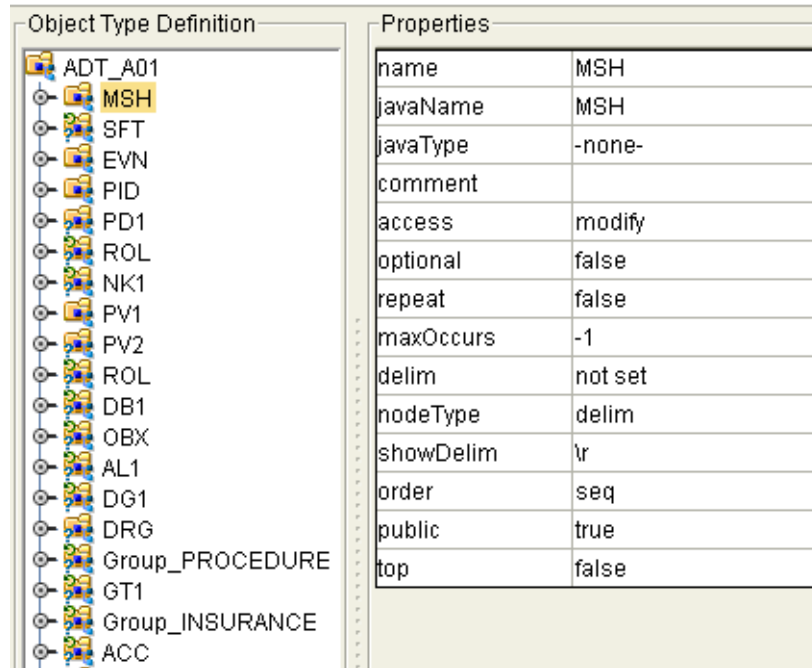 Object Type Definition
ADT_A01
MSH
SFT
EVN
PID
PD1
ROL
NK1
PV1
PV2
ROL
DB1
OBX
AL1
DG1
DRG
Group_PROCEDURE
GT1
Group_INSURANCE
ACC
Properties
name MSH
javaName MSH
javaType -none-
comment
access modify
optional false
repeat false
maxOccurs -1
delim not set
nodeType delim
showDelim \r
order seq
public true
top false